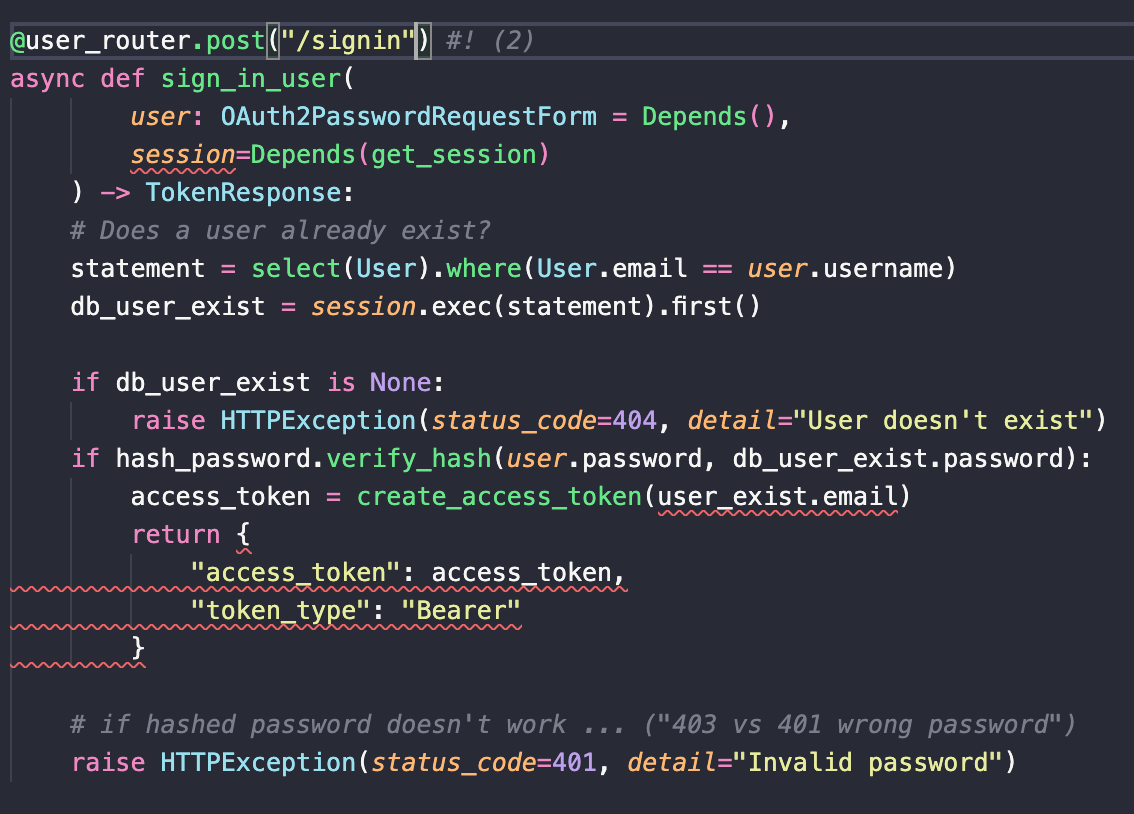 @user_router.post("/signin") #! (2)
async def sign_in_user(
        user: OAuth2PasswordRequestForm = Depends(),
        session=Depends(get_session)
    ) -> TokenResponse:
    # Does a user already exist?
    statement = select(User).where(User.email == user.username)
    db_user_exist = session.exec(statement).first()

    if db_user_exist is None:
        raise HTTPException(status_code=404, detail="User doesn't exist")
    if hash_password.verify_hash(user.password, db_user_exist.password):
        access_token = create_access_token(user_exist.email)
        return {
            "access_token": access_token,
            "token_type": "Bearer"
        }

    # if hashed password doesn't work ... ("403 vs 401 wrong password")
    raise HTTPException(status_code=401, detail="Invalid password")